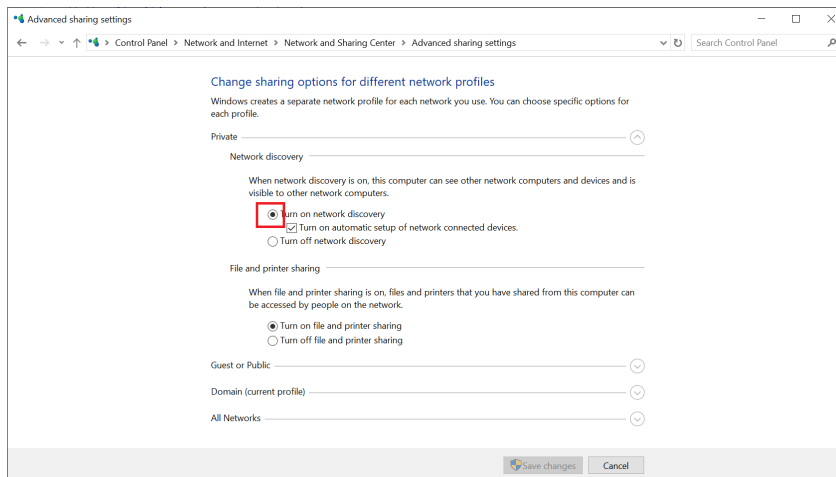 Advanced sharing settings
Control Panel > Network and Internet > Network and Sharing Center > Advanced sharing settings
Search Control Panel
Change sharing options for different network profiles
Windows creates a separate network profile for each network you use. You can choose specific options for
each profile.
Private
Network discovery
When network discovery is on, this computer can see other network computers and devices and is
visible to other network computers.
Turn on network discovery
Turn on automatic setup of network connected devices.
Turn off network discovery
File and printer sharing
When file and printer sharing is on, files and printers that you have shared from this computer can
be accessed by people on the network.
Turn on file and printer sharing
Turn off file and printer sharing
Guest or Public
Domain (current profile)
All Networks
Save changes
Cancel